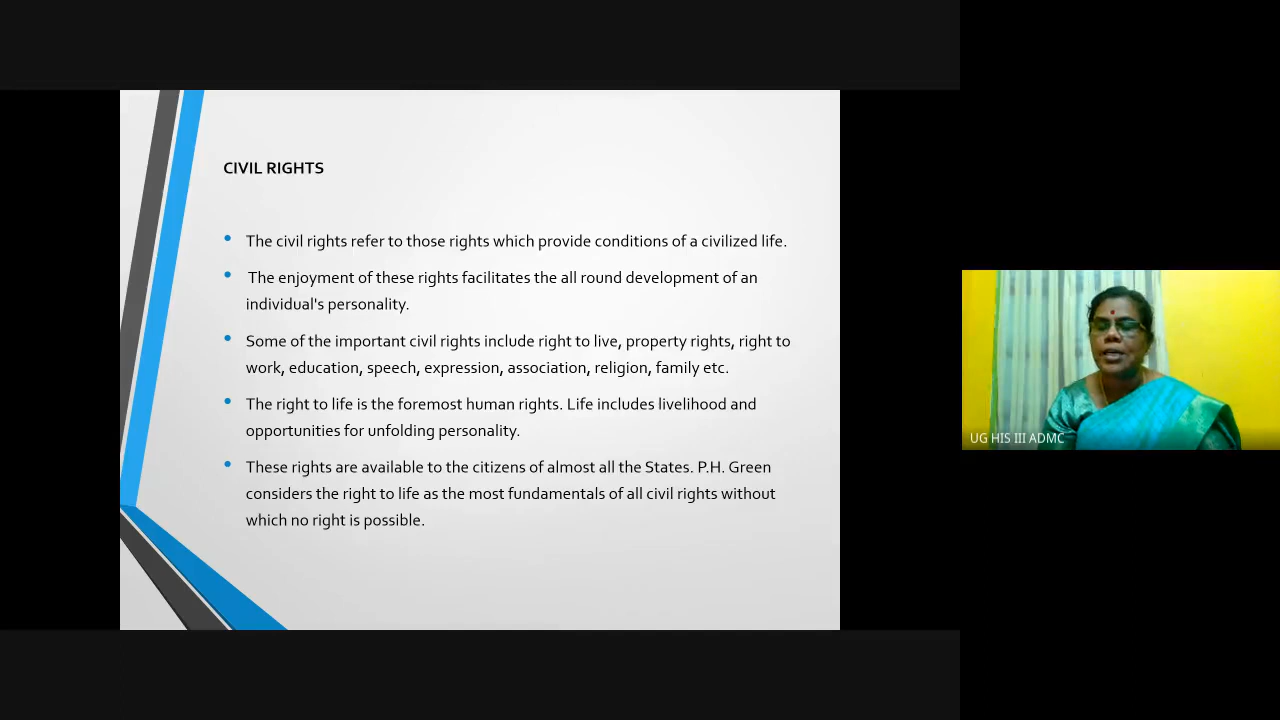 CIVIL RIGHTS
• The civil rights refer to those rights which provide conditions of a civilized life.
• The enjoyment of these rights facilitates the all round development of an
individual's personality.
• Some of the important civil rights include right to live, property rights, right to
work, education, speech, expression, association, religion, family etc.
• The right to life is the foremost human rights. Life includes livelihood and
opportunities for unfolding personality.
• These rights are available to the citizens of almost all the States. P.H. Green
considers the right to life as the most fundamentals of all civil rights without
which no right is possible.
UG HIS III ADMC